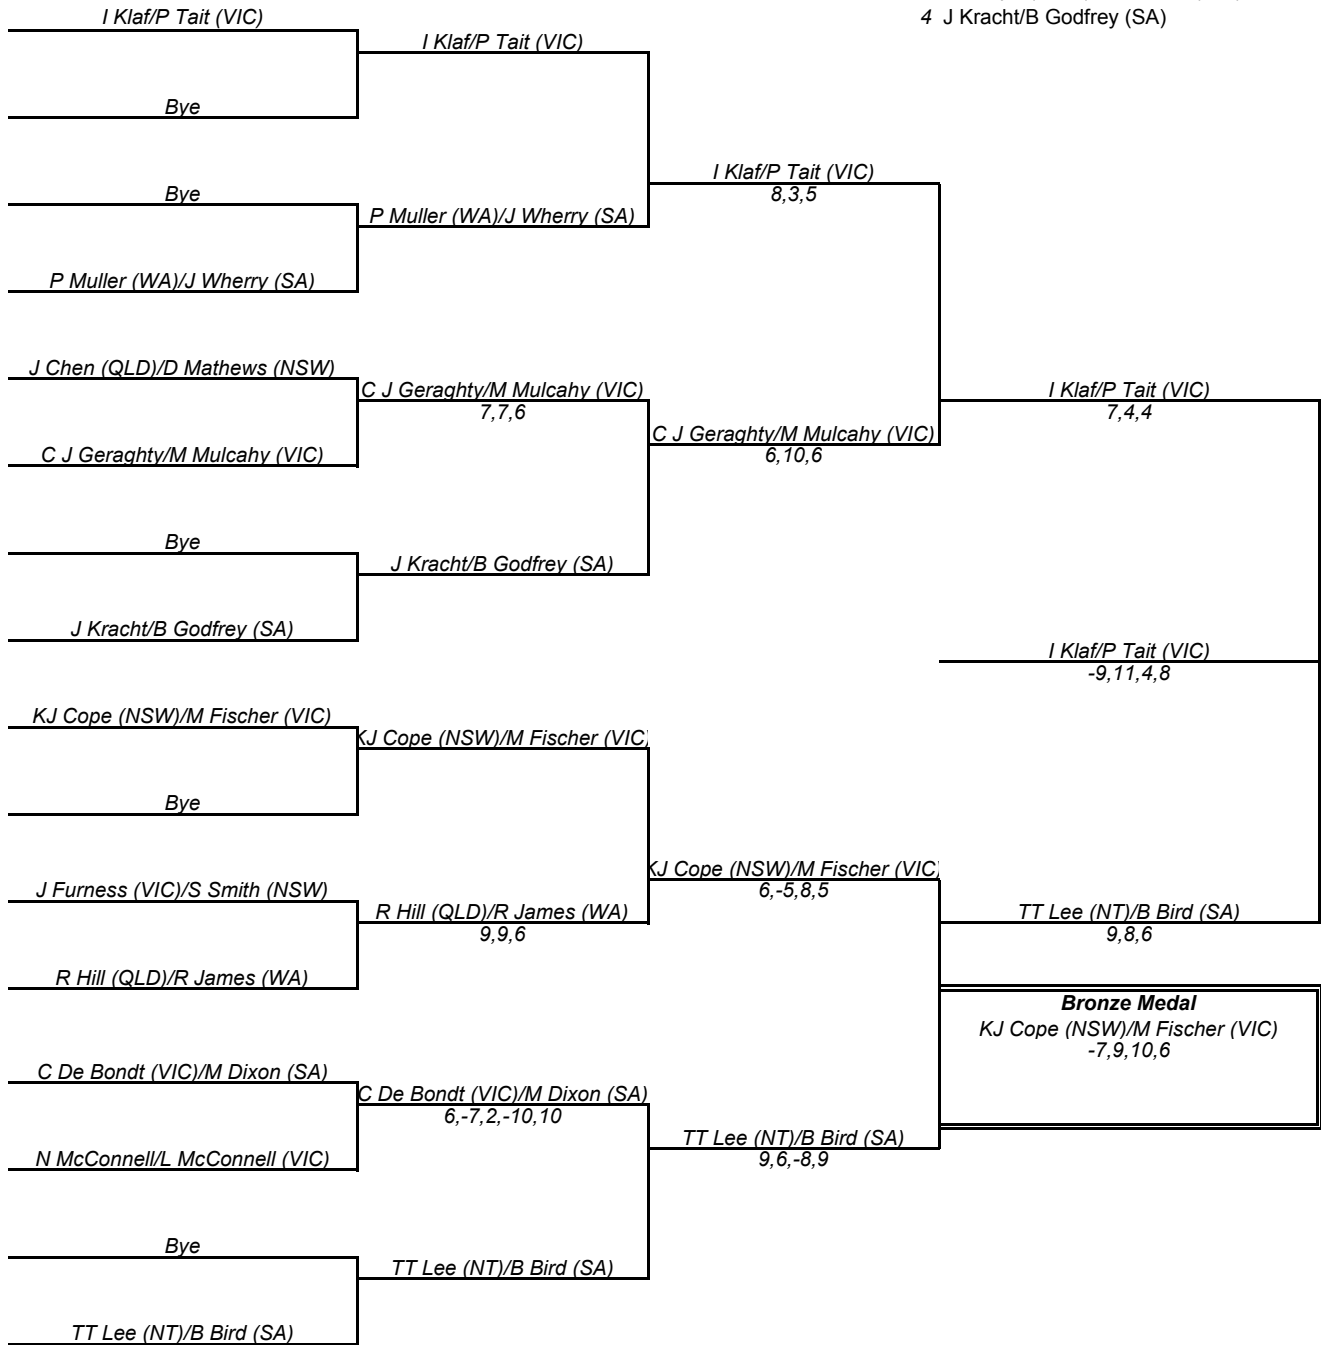 4 J Kracht/B Godfrey (SA)
I Klaf/P Tait (VIC)
Bye
Bye
P Muller (WA)/J Wherry (SA)
J Chen (QLD)/D Mathews (NSW)
C J Geraghty/M Mulcahy (VIC)
Bye
J Kracht/B Godfrey (SA)
KJ Cope (NSW)/M Fischer (VIC)
Bye
J Furness (VIC)/S Smith (NSW)
R Hill (QLD)/R James (WA)
C De Bondt (VIC)/M Dixon (SA)
N McConnell/L McConnell (VIC)
Bye
TT Lee (NT)/B Bird (SA)
I Klaf/P Tait (VIC)
P Muller (WA)/J Wherry (SA)
C J Geraghty/M Mulcahy (VIC)
7,7,6
J Kracht/B Godfrey (SA)
KJ Cope (NSW)/M Fischer (VIC)
R Hill (QLD)/R James (WA)
9,9,6
C De Bondt (VIC)/M Dixon (SA)
6,-7,2,-10,10
TT Lee (NT)/B Bird (SA)
I Klaf/P Tait (VIC)
8,3,5
C J Geraghty/M Mulcahy (VIC)
6,10,6
KJ Cope (NSW)/M Fischer (VIC)
6,-5,8,5
TT Lee (NT)/B Bird (SA)
9,6,-8,9
I Klaf/P Tait (VIC)
7,4,4
I Klaf/P Tait (VIC)
-9,11,4,8
TT Lee (NT)/B Bird (SA)
9,8,6
Bronze Medal
KJ Cope (NSW)/M Fischer (VIC)
-7,9,10,6